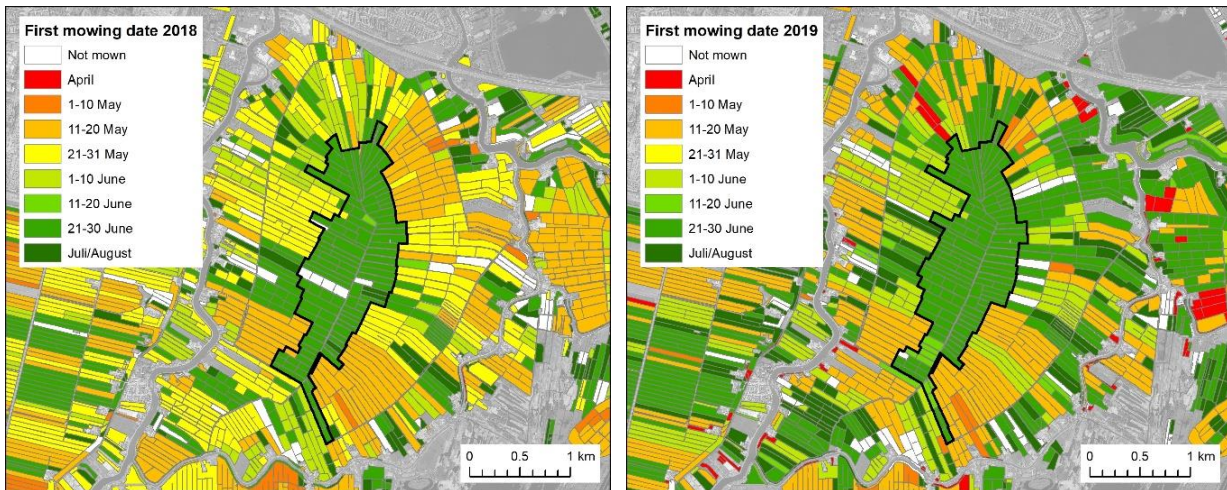 First mowing date 2018
Not mown
April
1-10 May
11-20 May
21-31 May
1-10 June
11-20 June
21-30 June
Juli/August
0 0.5 1 km
First mowing date 2019
Not mown
April
1-10 May
11-20 May
21-31 May
1-10 June
11-20 June
21-30 June
Juli/August
0 0.5 1 km